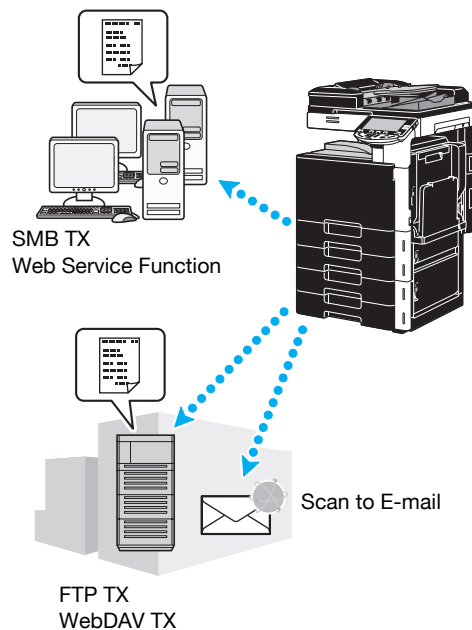 SMB TX
Web Service Function
Scan to E-mail
FTP TX
WebDAV TX